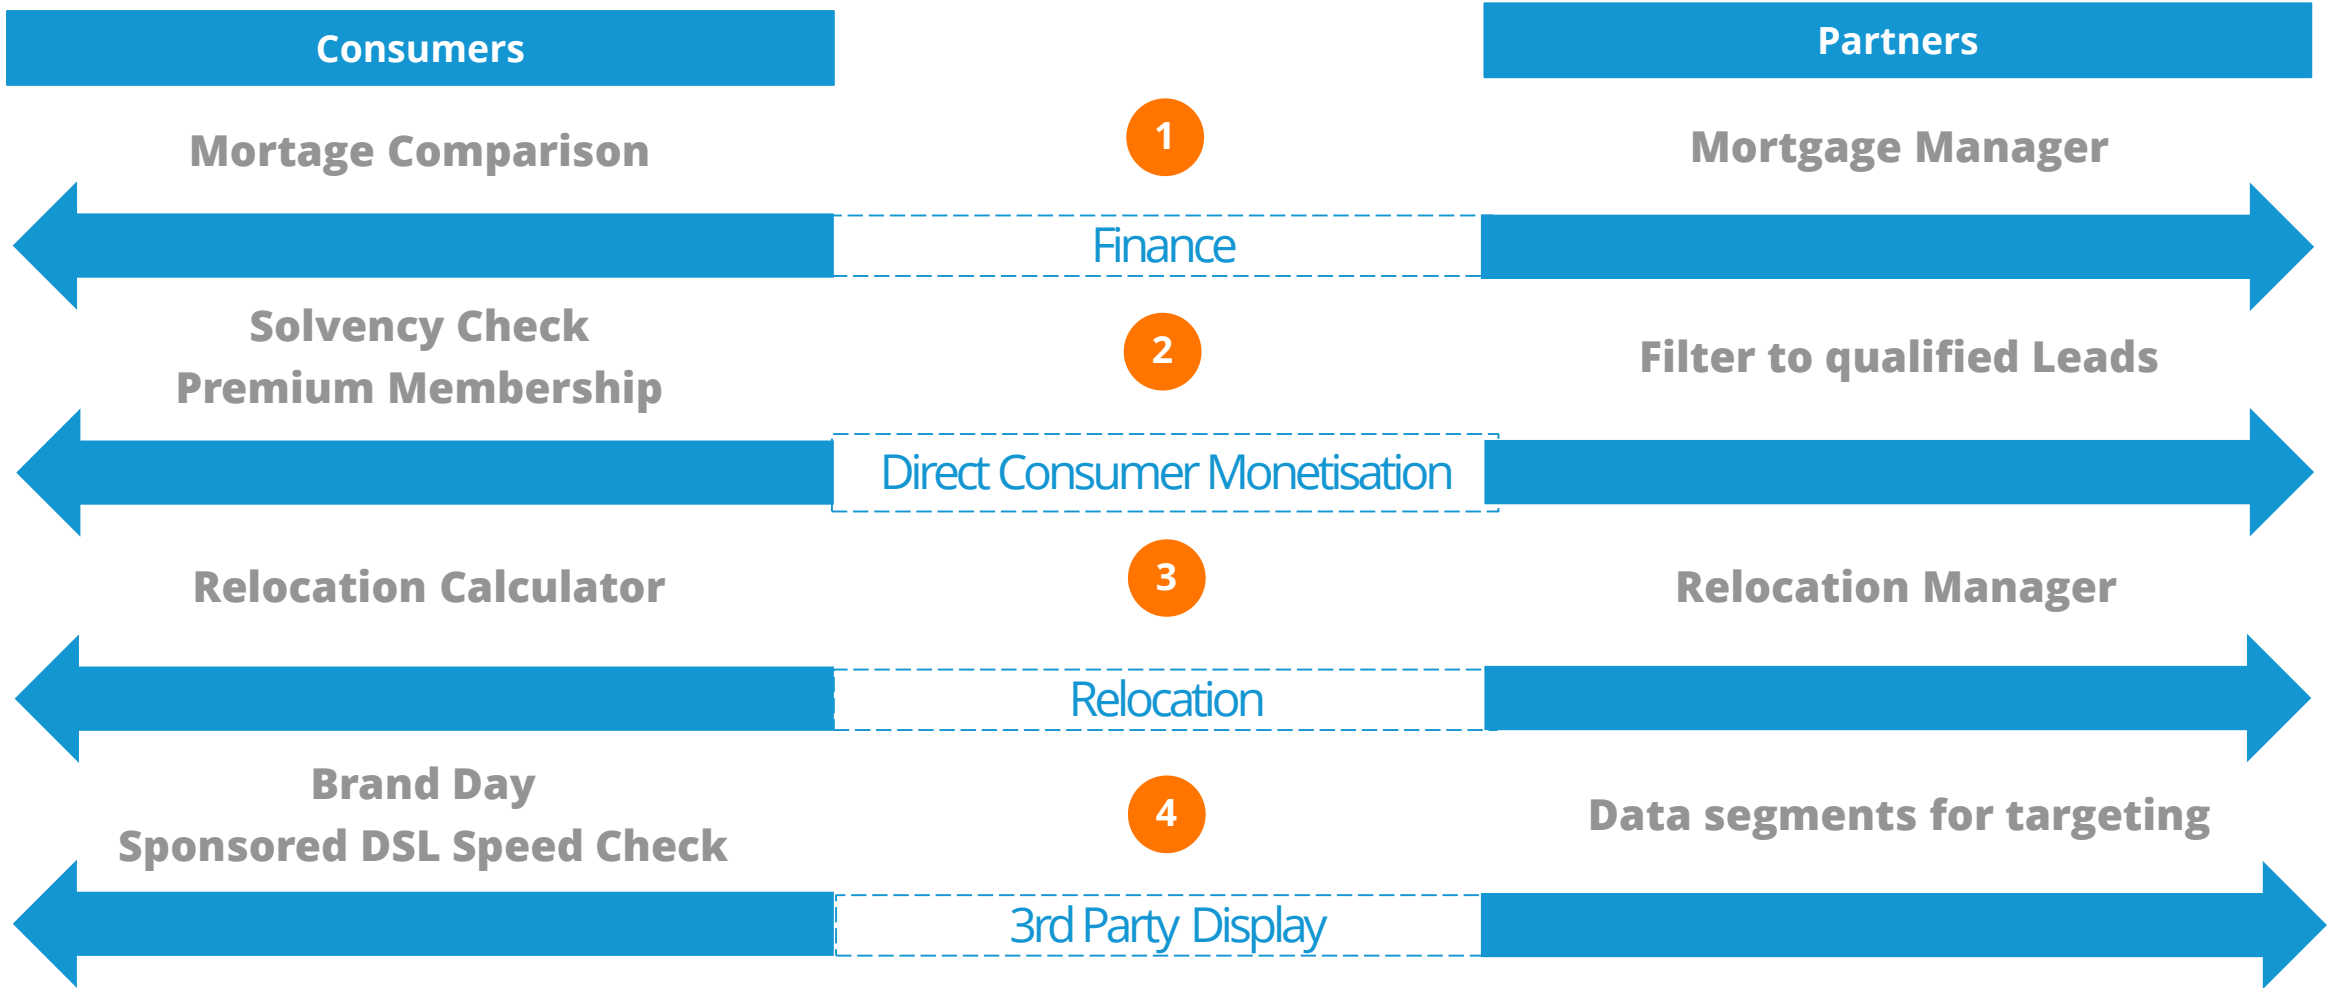 Consumers
Partners
Mortage Comparison
1
Mortgage Manager
Finance
Solvency Check
Premium Membership
2
Filter to qualified Leads
Direct Consumer Monetisation
Relocation Calculator
3
Relocation Manager
Relocation
Brand Day
Sponsored DSL Speed Check
4
Data segments for targeting
3rd Party Display